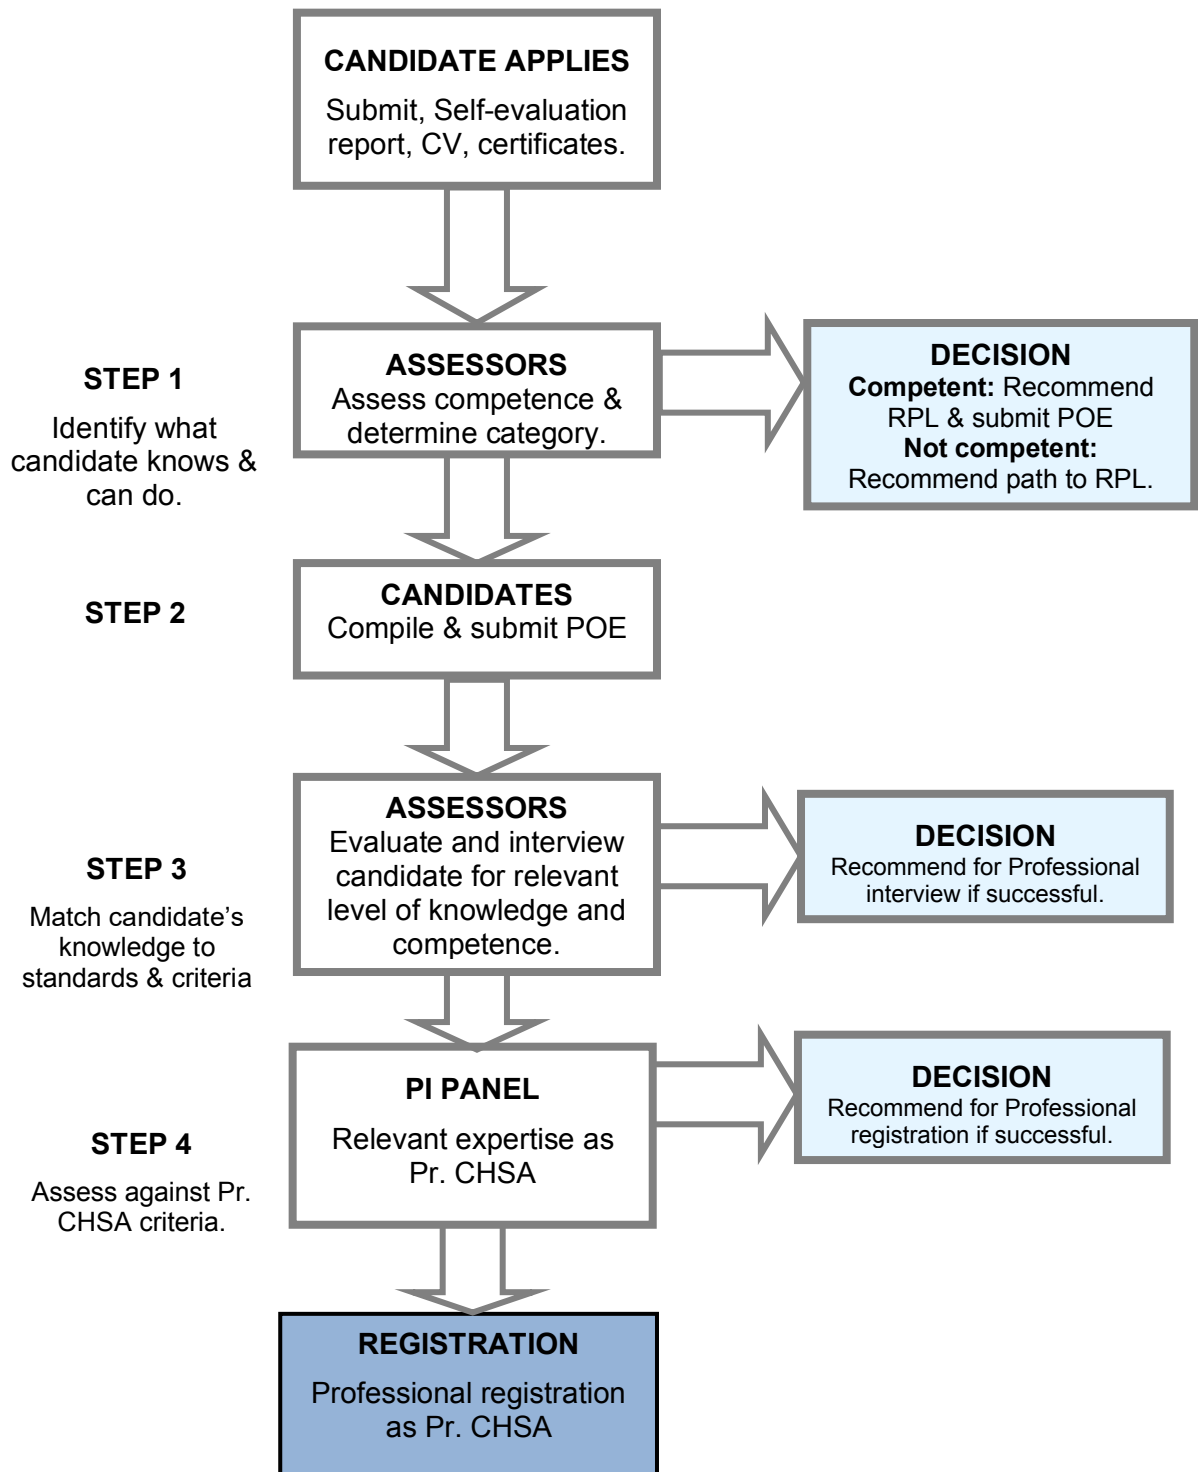 CANDIDATE APPLIES
Submit, Self-evaluation
report, CV, certificates.
STEP 1
Identify what
candidate knows &
can do.
ASSESSORS
Assess competence &
determine category.
DECISION
Competent: Recommend
RPL & submit POE
Not competent:
Recommend path to RPL.
STEP 2
CANDIDATES
Compile & submit POE
STEP 3
Match candidate’s
knowledge to
standards & criteria
ASSESSORS
Evaluate and interview
candidate for relevant
level of knowledge and
competence.
DECISION
Recommend for Professional
interview if successful.
STEP 4
Assess against Pr.
CHSA criteria.
PI PANEL
Relevant expertise as
Pr. CHSA
DECISION
Recommend for Professional
registration if successful.
REGISTRATION
Professional registration
as Pr. CHSA